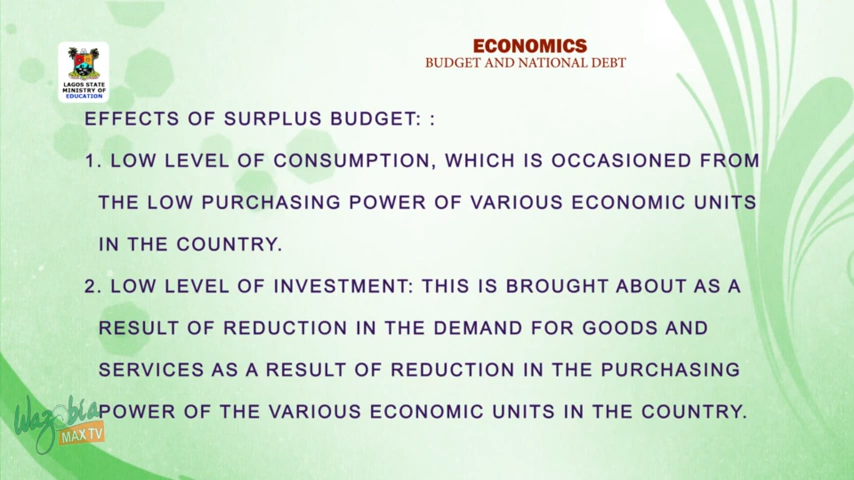 ECONOMICS
BUDGET AND NATIONAL DEBT
LAGOS STATE
MINISTRY OF
EDUCATION
EFFECTS OF SURPLUS BUDGET: :
1. LOW LEVEL OF CONSUMPTION, WHICH IS OCCASIONED FROM
THE LOW PURCHASING POWER OF VARIOUS ECONOMIC UNITS
IN THE COUNTRY.
2. LOW LEVEL OF INVESTMENT: THIS IS BROUGHT ABOUT AS A
RESULT OF REDUCTION IN THE DEMAND FOR GOODS AND
SERVICES AS A RESULT OF REDUCTION IN THE PURCHASING
POWER OF THE VARIOUS ECONOMIC UNITS IN THE COUNTRY.
Wazobia
MAX TV